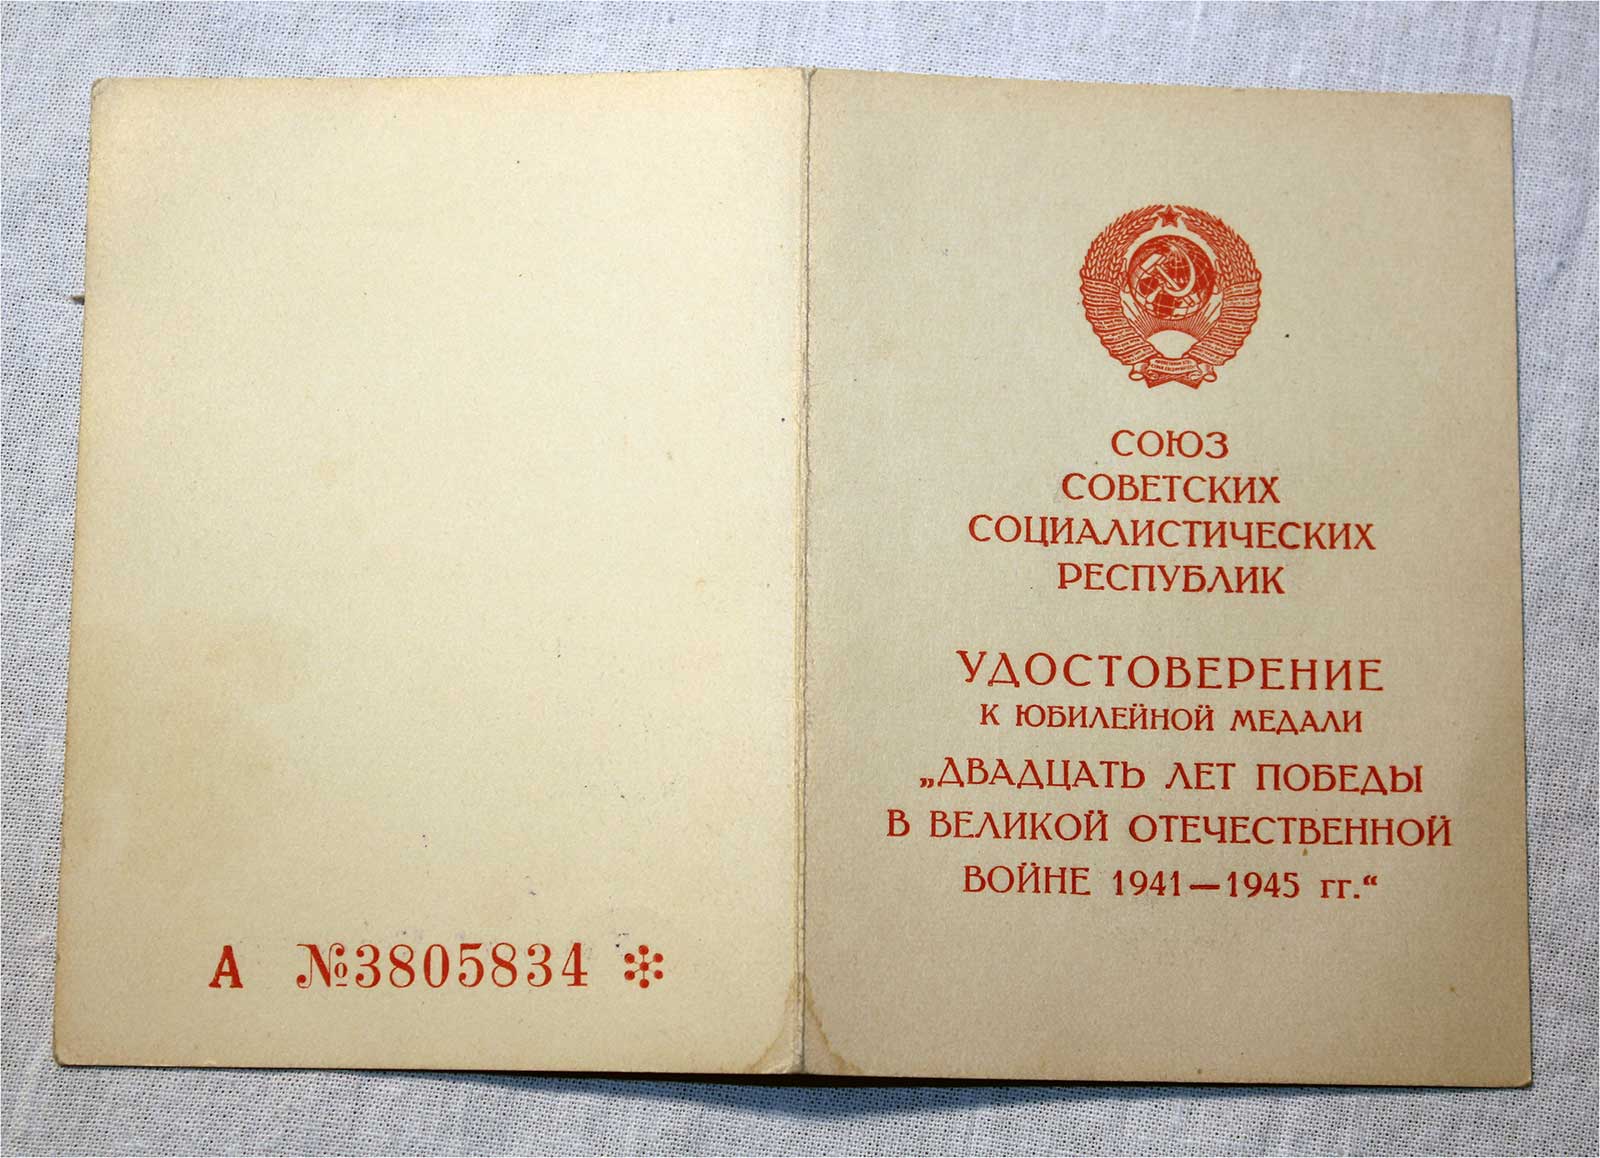 А №3805834
СОЮЗ
СОВЕТСКИХ
СОЦИАЛИСТИЧЕСКИХ
РЕСПУБЛИК
УДОСТОВЕРЕНИЕ
К ЮБИЛЕЙНОЙ МЕДАЛИ
„ДВАДЦАТЬ ЛЕТ ПОБЕДЫ
В ВЕЛИКОЙ ОТЕЧЕСТВЕННОЙ
ВОЙНЕ 1941—1945 гг.“